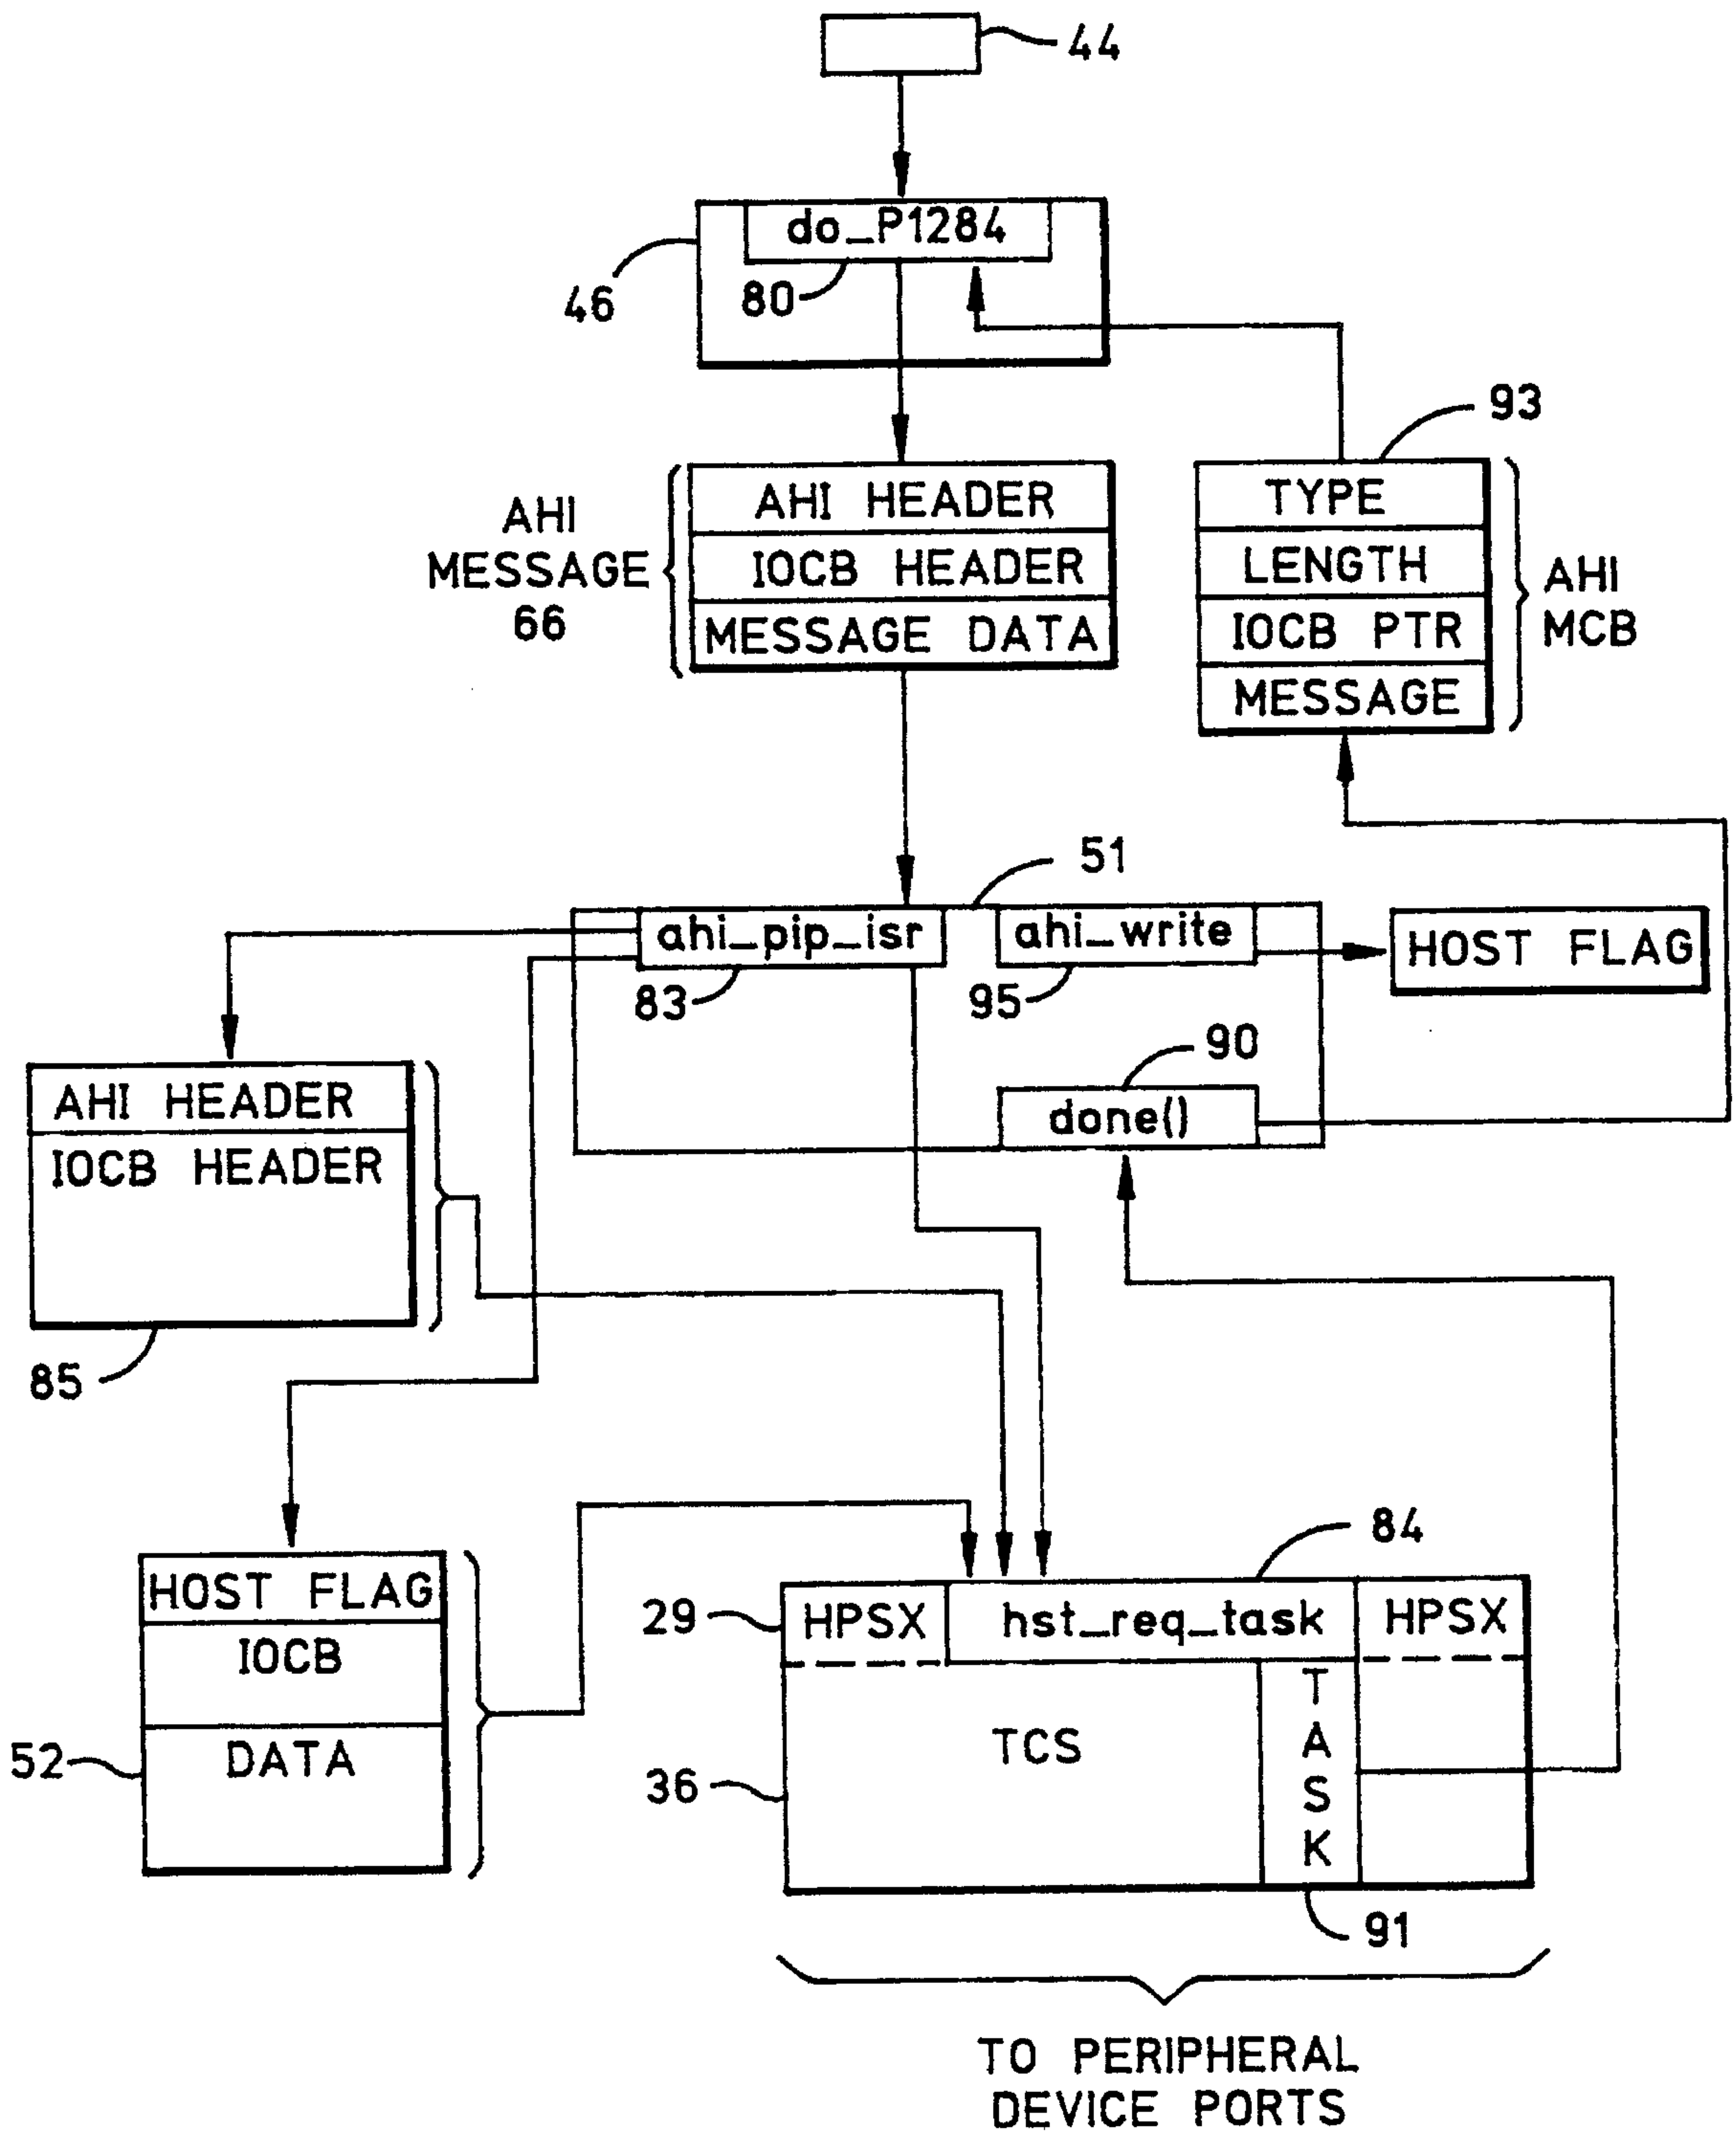 44
do_P1284
46
80
93
AHI
MESSAGE
66
AHI HEADER
IOCB HEADER
MESSAGE DATA
TYPE
LENGTH
IOCB PTR
MESSAGE
AHI
MCB
51
ahi_pip_isr
ahi_write
HOST FLAG
83
95
90
done()
AHI HEADER
IOCB HEADER
85
84
HOST FLAG
IOCB
DATA
52
29
HPSX
hst_req_task
HPSX
TCS
TASK
36
91
TO PERIPHERAL
DEVICE PORTS